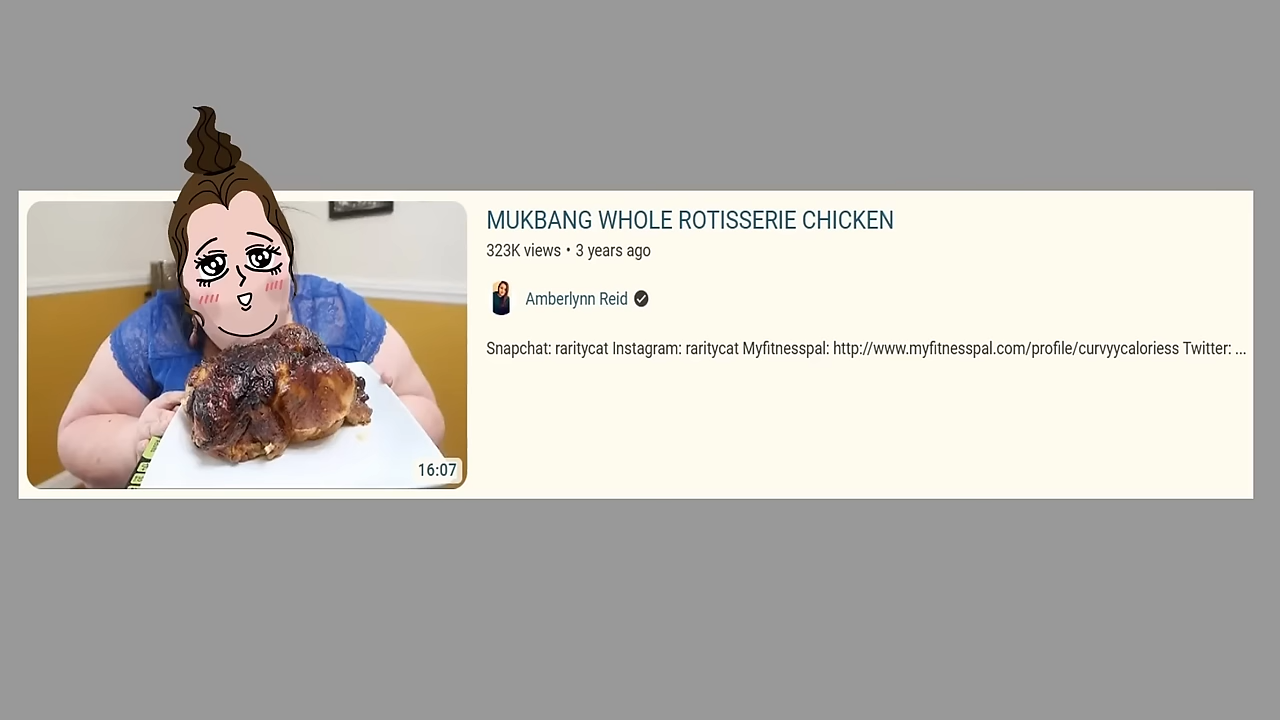 MUKBANG WHOLE ROTISSERIE CHICKEN
323K views • 3 years ago
Amberlynn Reid
Snapchat: raritycat Instagram: raritycat Myfitnesspal: http://www.myfitnesspal.com/profile/curvyycaloriess Twitter: ...
16:07